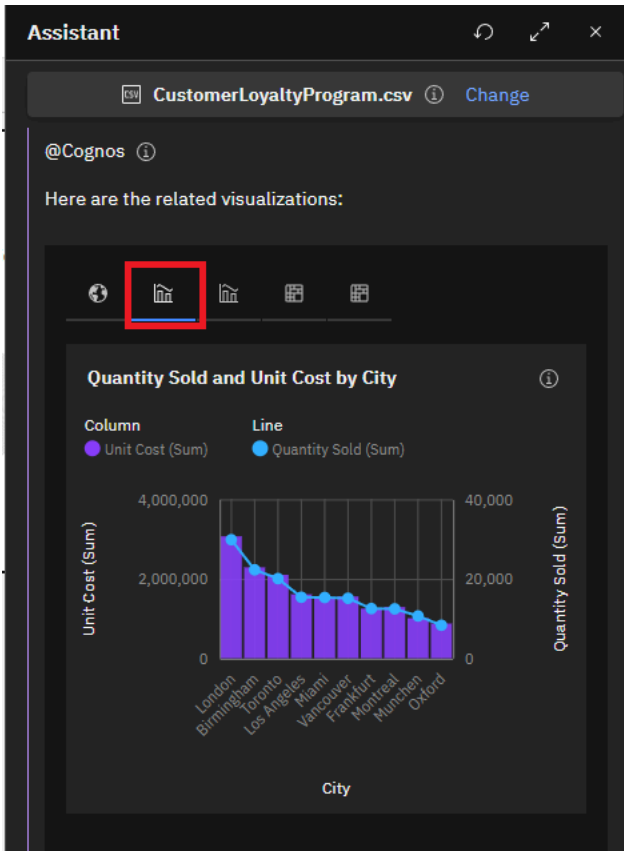 Assistant
CSV CustomerLoyaltyProgram.csv Change
@Cognos
Here are the related visualizations:
Quantity Sold and Unit Cost by City
Column Line
Unit Cost (Sum) Quantity Sold (Sum)
4,000,000 40,000
2,000,000 20,000
0 0
Unit Cost (Sum)
Quantity Sold (Sum)
London
Birmingham
Toronto
Los Angeles
Miami
Vancouver
Frankfurt
Montreal
Munchen
Oxford
City